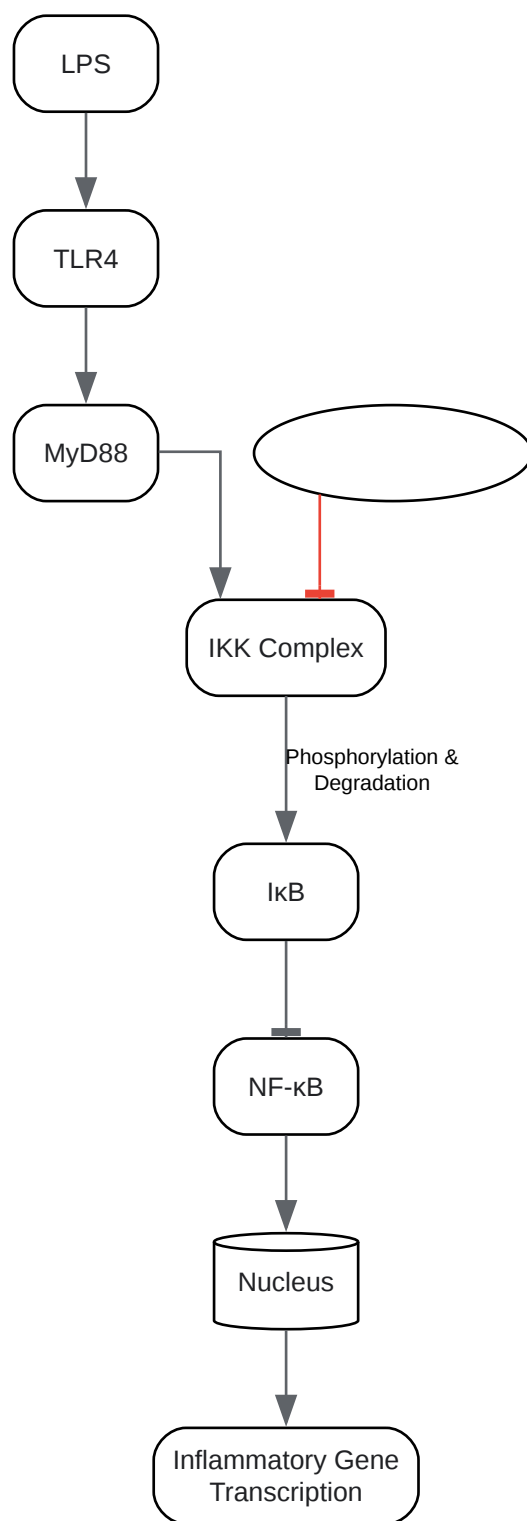 LPS
TLR4
MyD88
IKK Complex
Phosphorylation &
Degradation
IκB
NF-κB
Nucleus
Inflammatory Gene
Transcription